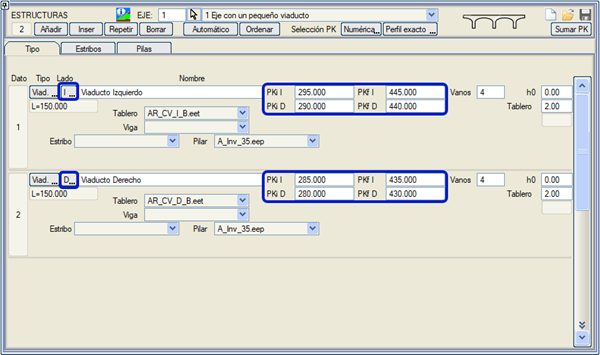 ESTRUCTURAS EJE: 1 1 Eje con un pequeño viaducto
2 Añadir Inser Repetir Borrar Automático Ordenar Selección PK Numérico... Perfil exacto ... Sumar PK
Tipo Estribos Pilas
Dato Tipo Lado Nombre
Viad. ... I ... Viaducto Izquierdo PKi I 295.000 PKf I 445.000 Vanos 4 h0 0.00
L=150.000 Tablero AR_CV_I_B.eet PKi D 290.000 PKf D 440.000 Tablero 2.00
1 Viga
Estribo Pilar A_Inv_35.eep
Viad. ... D... Viaducto Derecho PKi I 285.000 PKf I 435.000 Vanos 4 h0 0.00
L=150.000 Tablero AR_CV_D_B.eet PKi D 280.000 PKf D 430.000 Tablero 2.00
2 Viga
Estribo Pilar A_Inv_35.eep